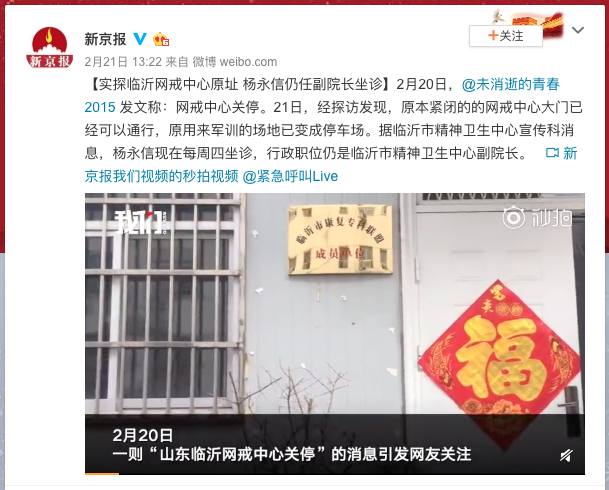 新京报
2月21日 13:22 来自 微博 weibo.com
+关注
【实探临沂网戒中心原址 杨永信仍任副院长坐诊】2月20日，@未消逝的青春
2015 发文称：网戒中心关停。21日，经探访发现，原本紧闭的的网戒中心大门已
经可以通行，原用来军训的场地已变成停车场。据临沂市精神卫生中心宣传科消
息，杨永信现在每周四坐诊，行政职位仍是临沂市精神卫生中心副院长。 新
京报我们视频的秒拍视频 @紧急呼叫Live
我们
秒拍
临沂市康复专科联盟
成员单位
福
2月20日
一则“山东临沂网戒中心关停”的消息引发网友关注
新京报